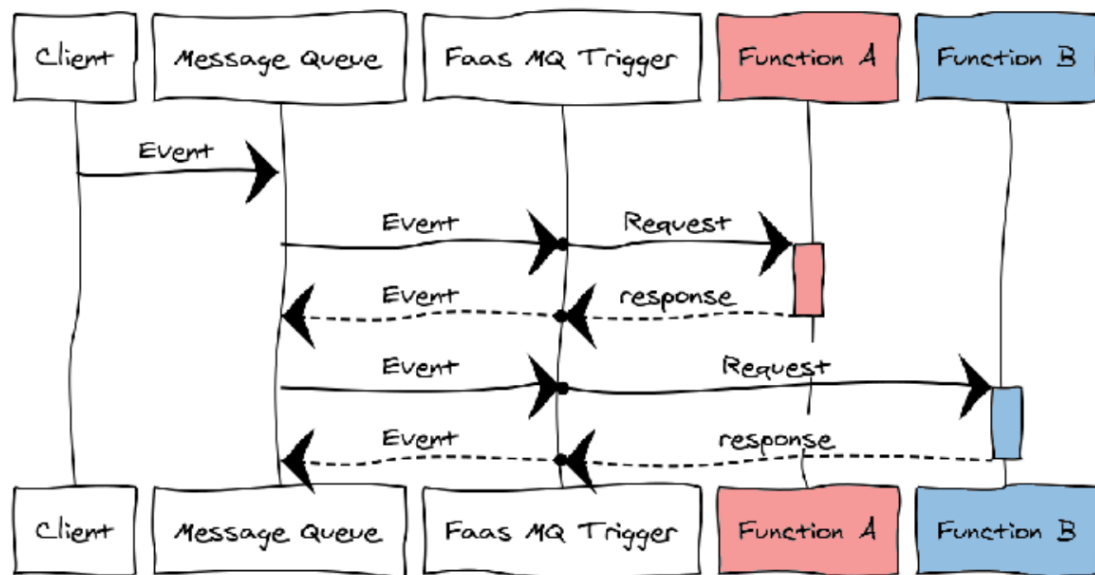 Client Message Queue Faas MQ Trigger Function A Function B
Event
Event Request
Event response
Event Request
Event response
Client Message Queue Faas MQ Trigger Function A Function B